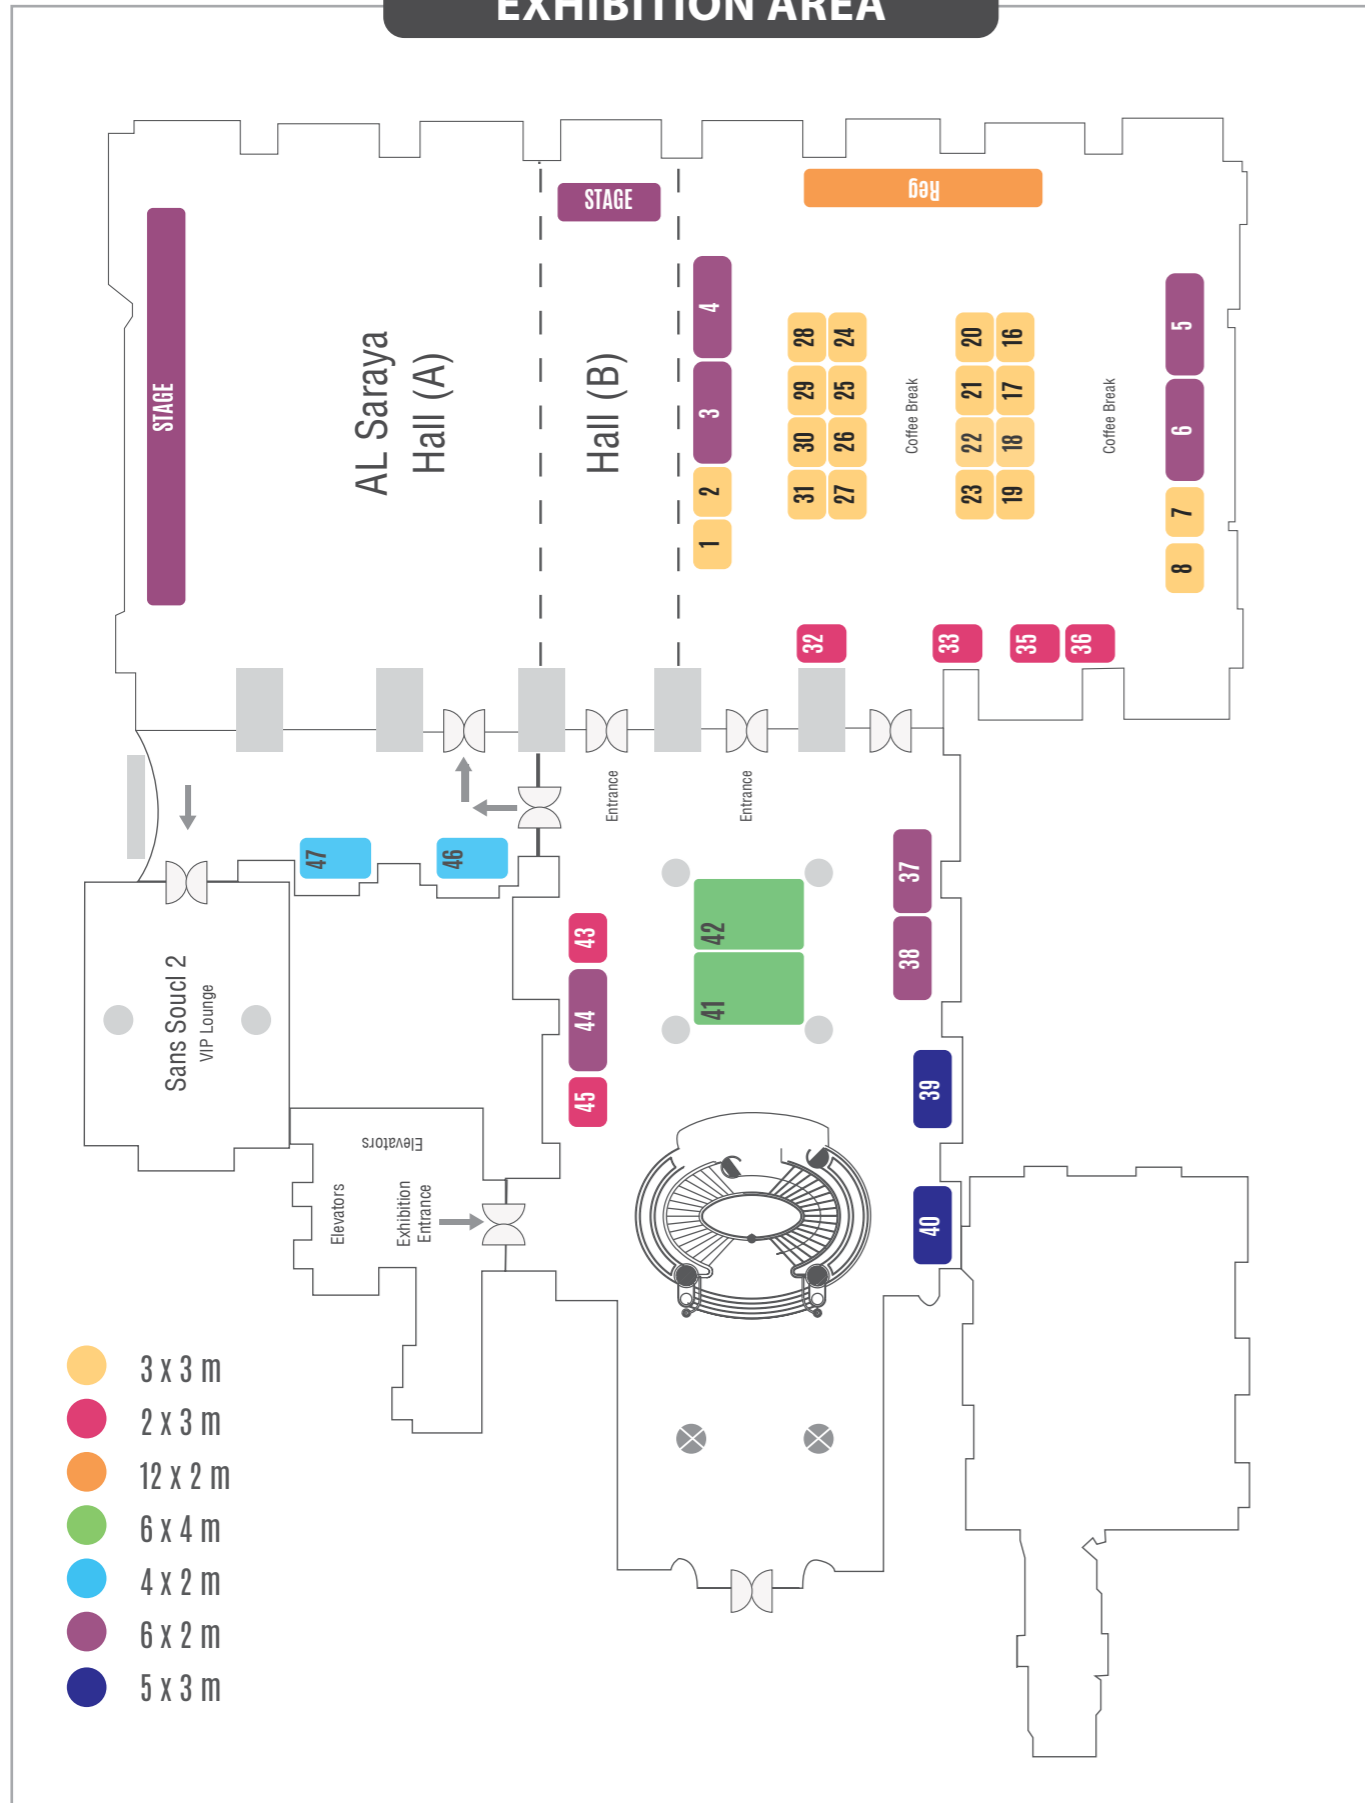 EXHIBITION AREA
STAGE
AL Saraya
Hall (A)
STAGE
Hall (B)
Reg
4
3
2
1
28
24
29
25
30
26
31
27
Coffee Break
20
16
21
17
22
18
23
19
Coffee Break
5
6
7
8
32
33
35
36
Entrance
Entrance
47
46
37
38
42
41
43
44
45
39
40
Sans Soucl 2
VIP Lounge
Elevators
Elevators
Exhibition
Entrance
3 x 3 m
2 x 3 m
12 x 2 m
6 x 4 m
4 x 2 m
6 x 2 m
5 x 3 m